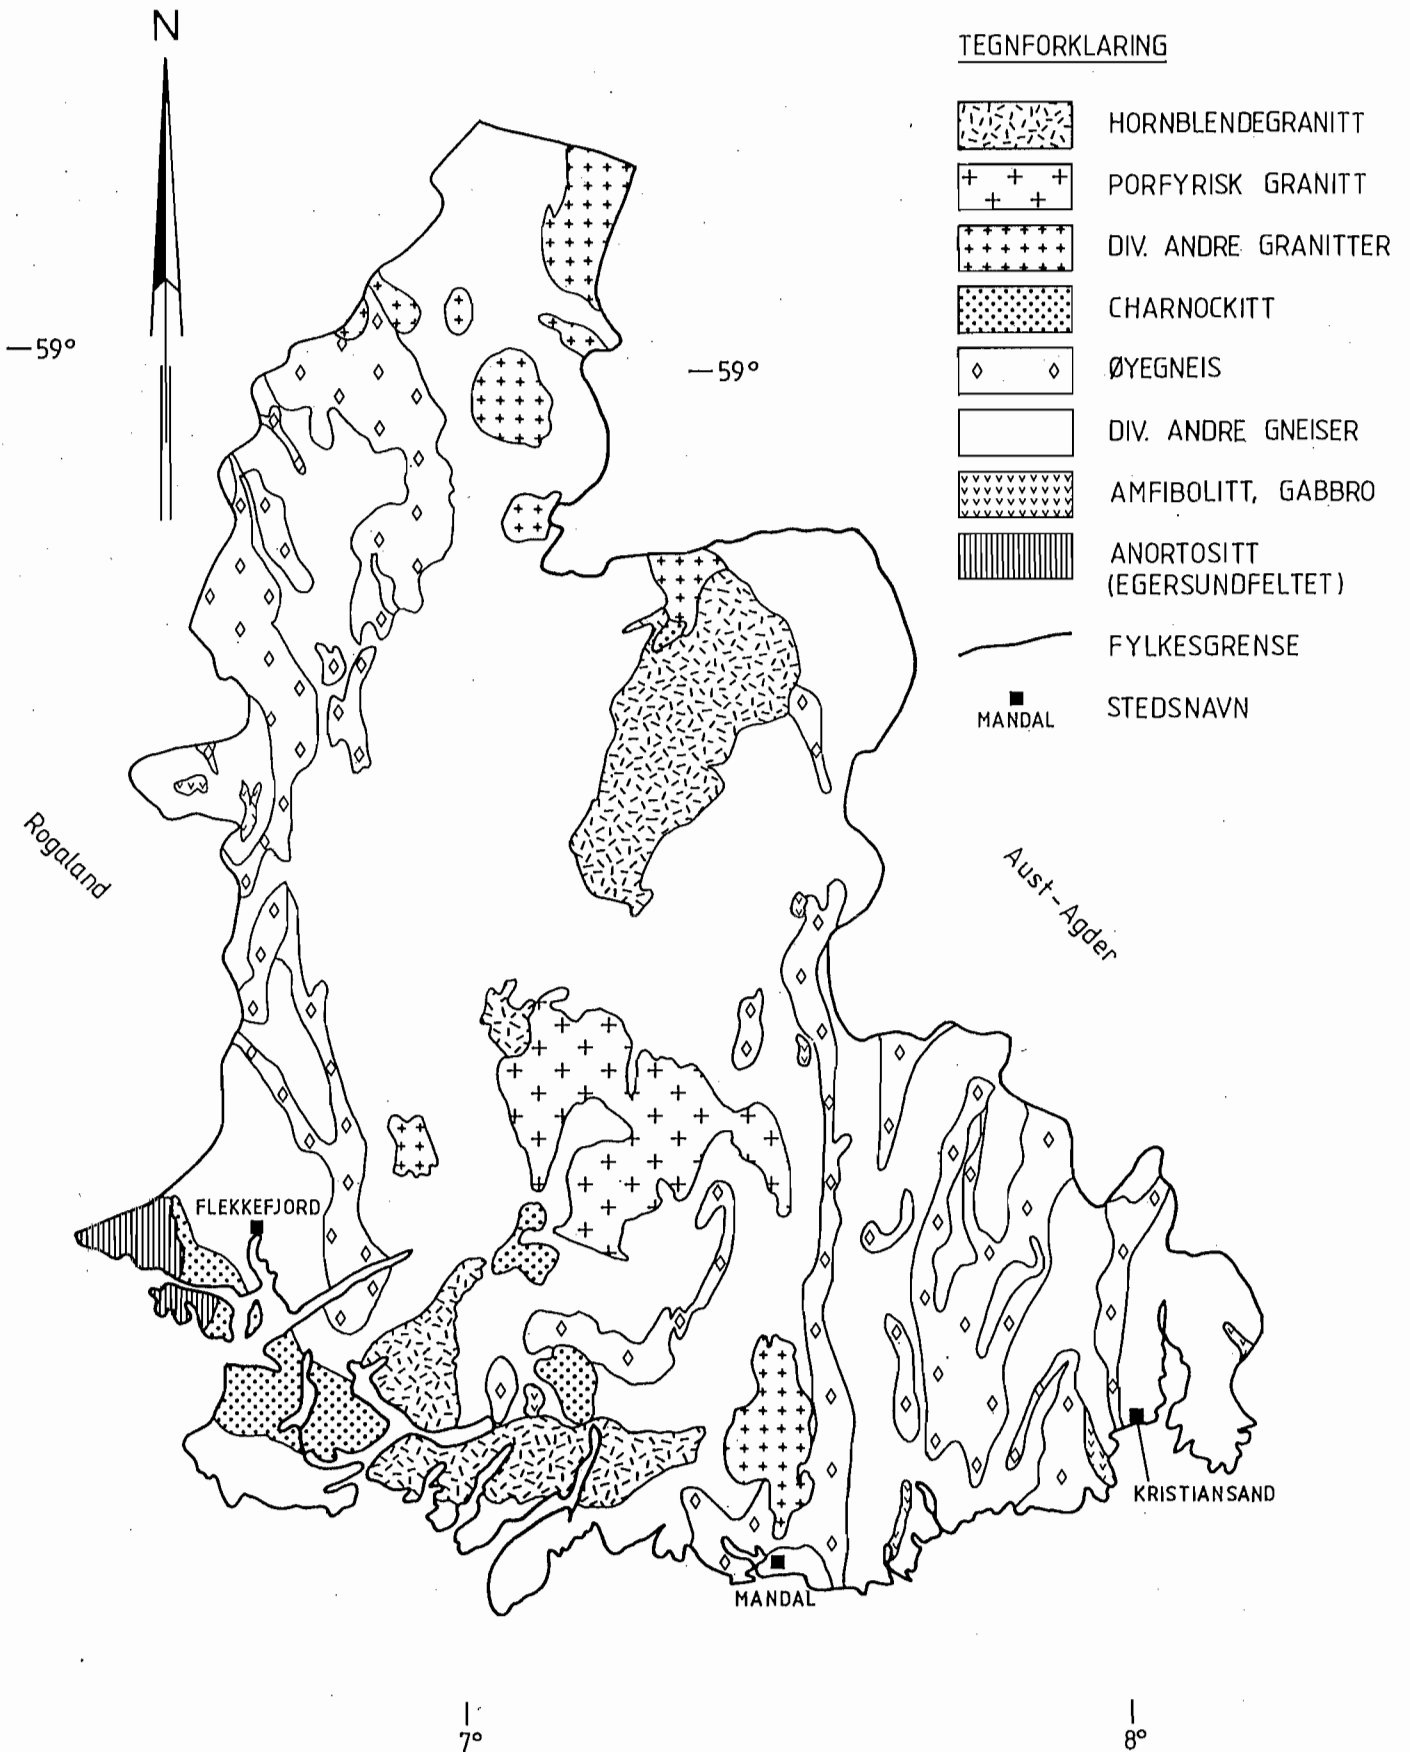 N
TEGNFORKLARING
HORNBLENDEGRANITT
PORFYRISK GRANITT
DIV. ANDRE GRANITTER
CHARNOCKITT
ØYEGNEIS
DIV. ANDRE GNEISER
AMFIBOLITT, GABBRO
ANORTOSITT
(EGERSUNDFELTET)
FYLKESGRENSE
MANDAL
STEDSNAVN
—59°
—59°
Rogaland
Aust-Agder
FLEKKEFJORD
KRISTIANSAND
MANDAL
7°
8°